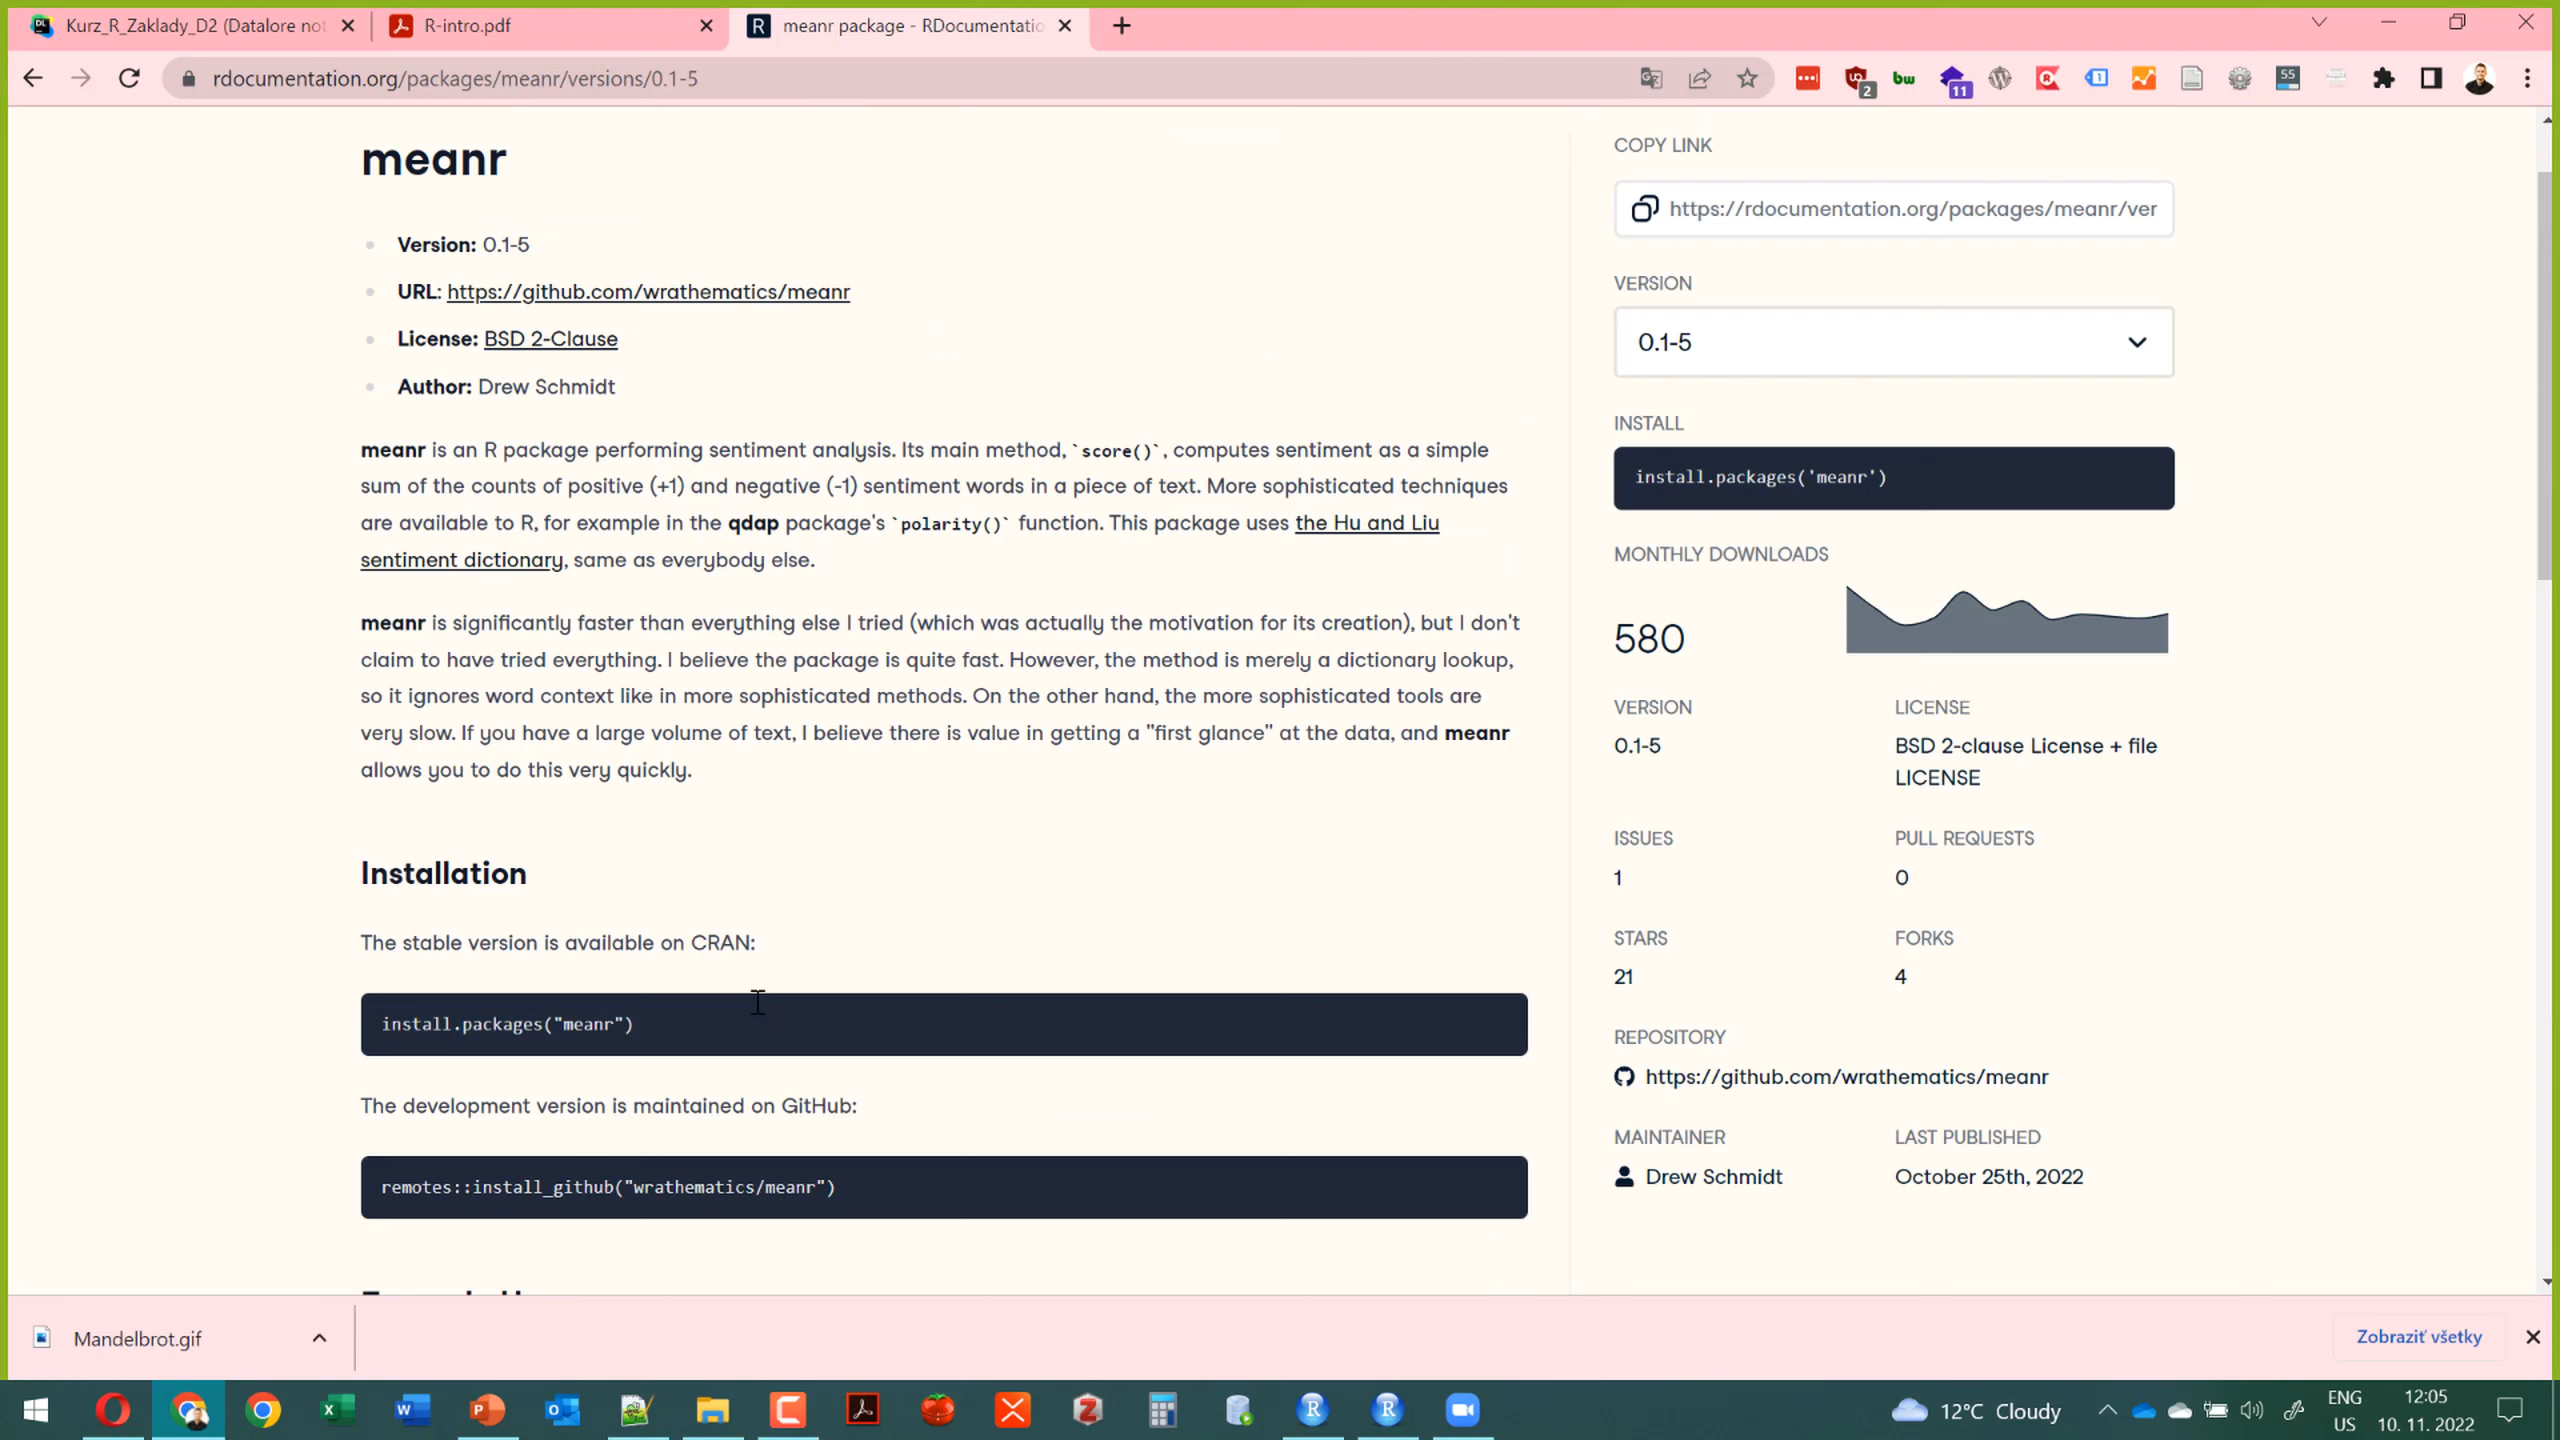 Kurz_R_Zaklady_D2 (Datalore not
R-intro.pdf
meanr package - RDocumentatio
rdocumentation.org/packages/meanr/versions/0.1-5
2
bw
11
55
meanr
Version: 0.1-5
URL: https://github.com/wrathematics/meanr
License: BSD 2-Clause
Author: Drew Schmidt
meanr is an R package performing sentiment analysis. Its main method, `score()`, computes sentiment as a simple
sum of the counts of positive (+1) and negative (-1) sentiment words in a piece of text. More sophisticated techniques
are available to R, for example in the qdap package's `polarity()` function. This package uses the Hu and Liu
sentiment dictionary, same as everybody else.
meanr is significantly faster than everything else I tried (which was actually the motivation for its creation), but I don't
claim to have tried everything. I believe the package is quite fast. However, the method is merely a dictionary lookup,
so it ignores word context like in more sophisticated methods. On the other hand, the more sophisticated tools are
very slow. If you have a large volume of text, I believe there is value in getting a "first glance" at the data, and meanr
allows you to do this very quickly.
Installation
The stable version is available on CRAN:
install.packages("meanr")
The development version is maintained on GitHub:
remotes::install_github("wrathematics/meanr")
COPY LINK
https://rdocumentation.org/packages/meanr/ver
VERSION
0.1-5
INSTALL
install.packages('meanr')
MONTHLY DOWNLOADS
580
VERSION LICENSE
0.1-5 BSD 2-clause License + file
LICENSE
ISSUES PULL REQUESTS
1 0
STARS FORKS
21 4
REPOSITORY
https://github.com/wrathematics/meanr
MAINTAINER LAST PUBLISHED
Drew Schmidt October 25th, 2022
Mandelbrot.gif
Zobraziť všetky
12°C Cloudy
ENG
US
12:05
10. 11. 2022